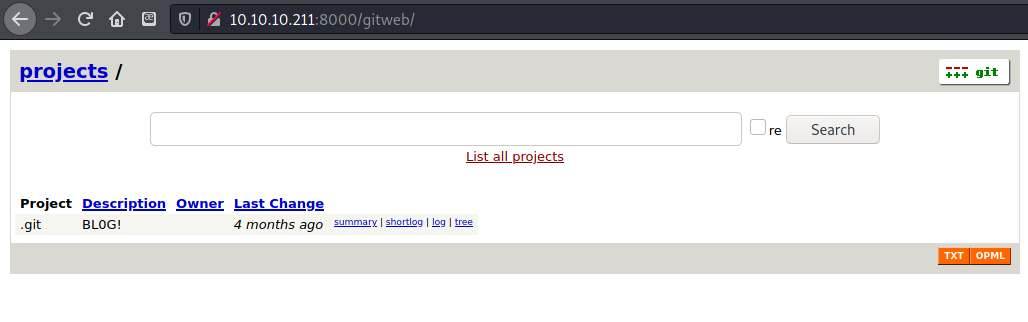 10.10.10.211:8000/gitweb/
projects /
git
re Search
List all projects
Project Description Owner Last Change
.git BL0G! 4 months ago summary | shortlog | log | tree
TXT OPML